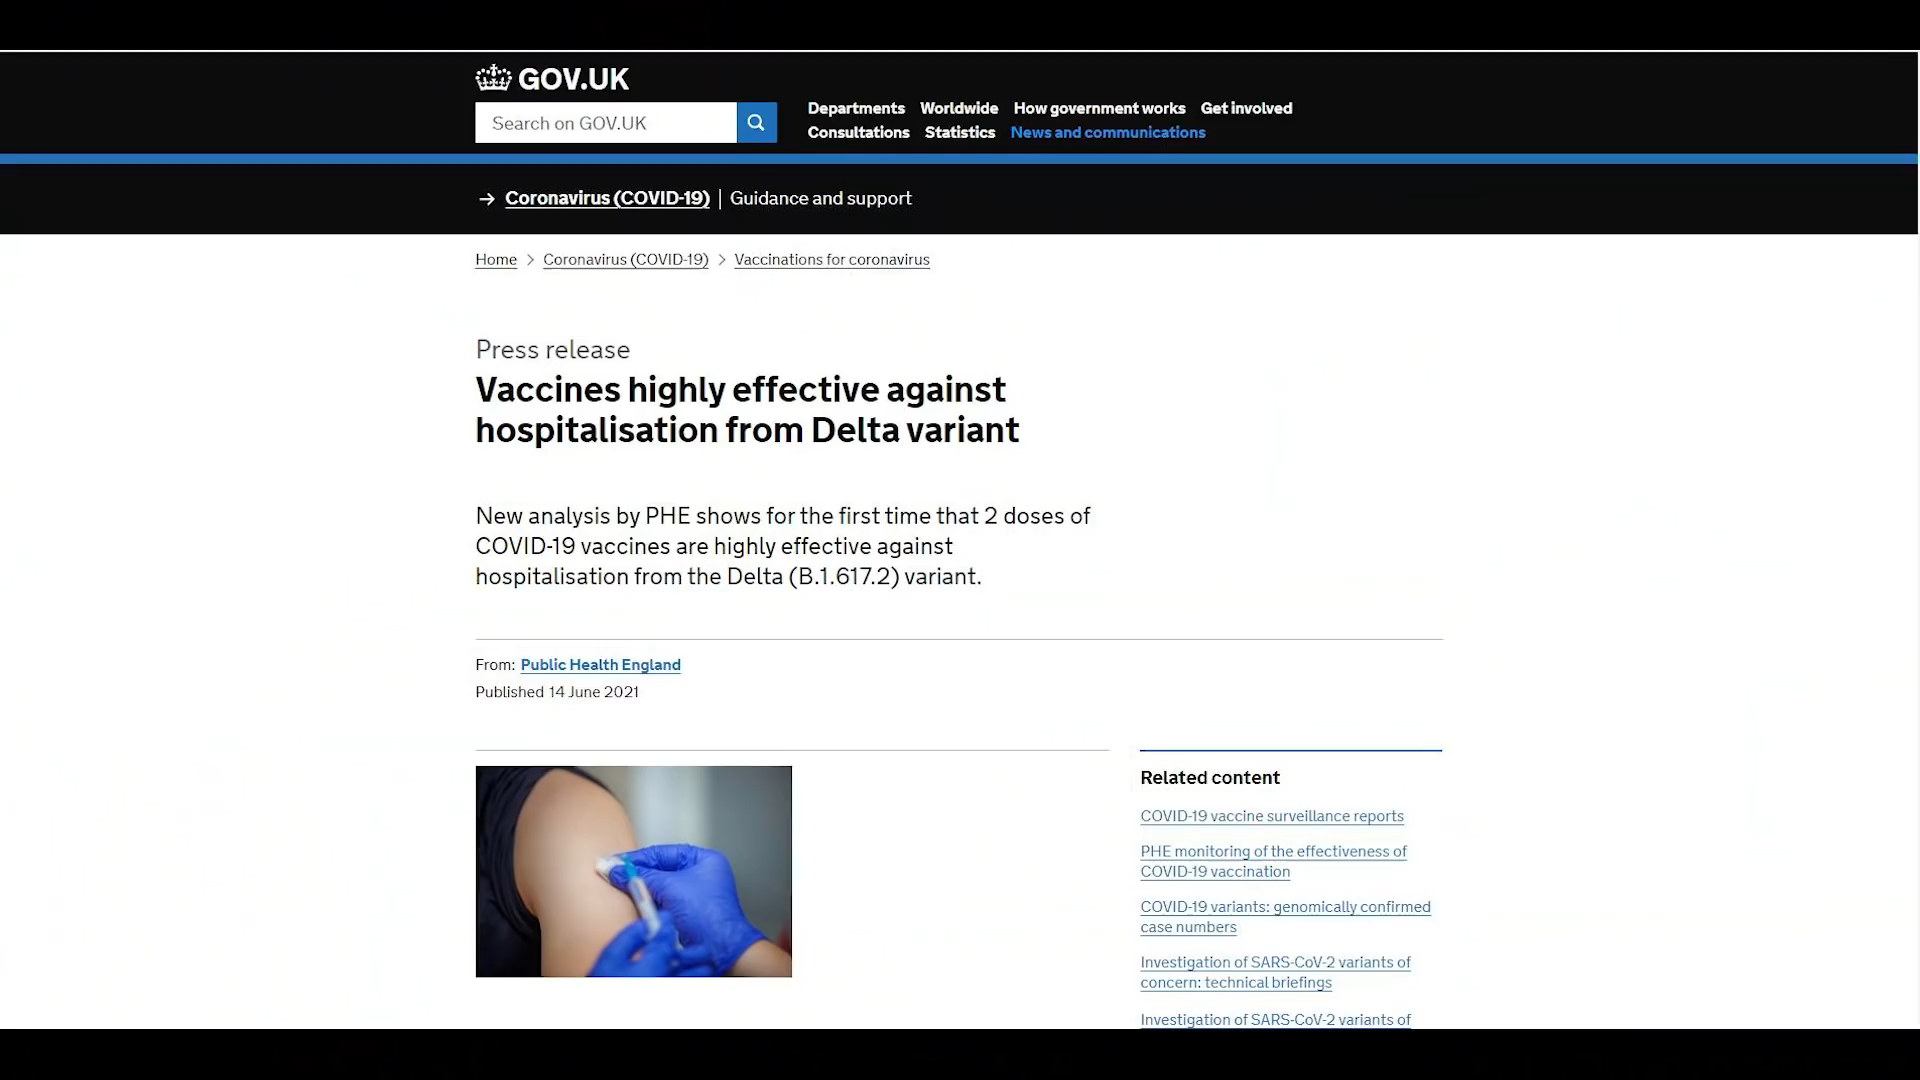 GOV.UK
Search on GOV.UK
Departments Worldwide How government works Get involved
Consultations Statistics News and communications
→ Coronavirus (COVID-19) | Guidance and support
Home > Coronavirus (COVID-19) > Vaccinations for coronavirus
Press release
Vaccines highly effective against
hospitalisation from Delta variant
New analysis by PHE shows for the first time that 2 doses of
COVID-19 vaccines are highly effective against
hospitalisation from the Delta (B.1.617.2) variant.
From: Public Health England
Published 14 June 2021
Related content
COVID-19 vaccine surveillance reports
PHE monitoring of the effectiveness of
COVID-19 vaccination
COVID-19 variants: genomically confirmed
case numbers
Investigation of SARS-CoV-2 variants of
concern: technical briefings
Investigation of SARS-CoV-2 variants of